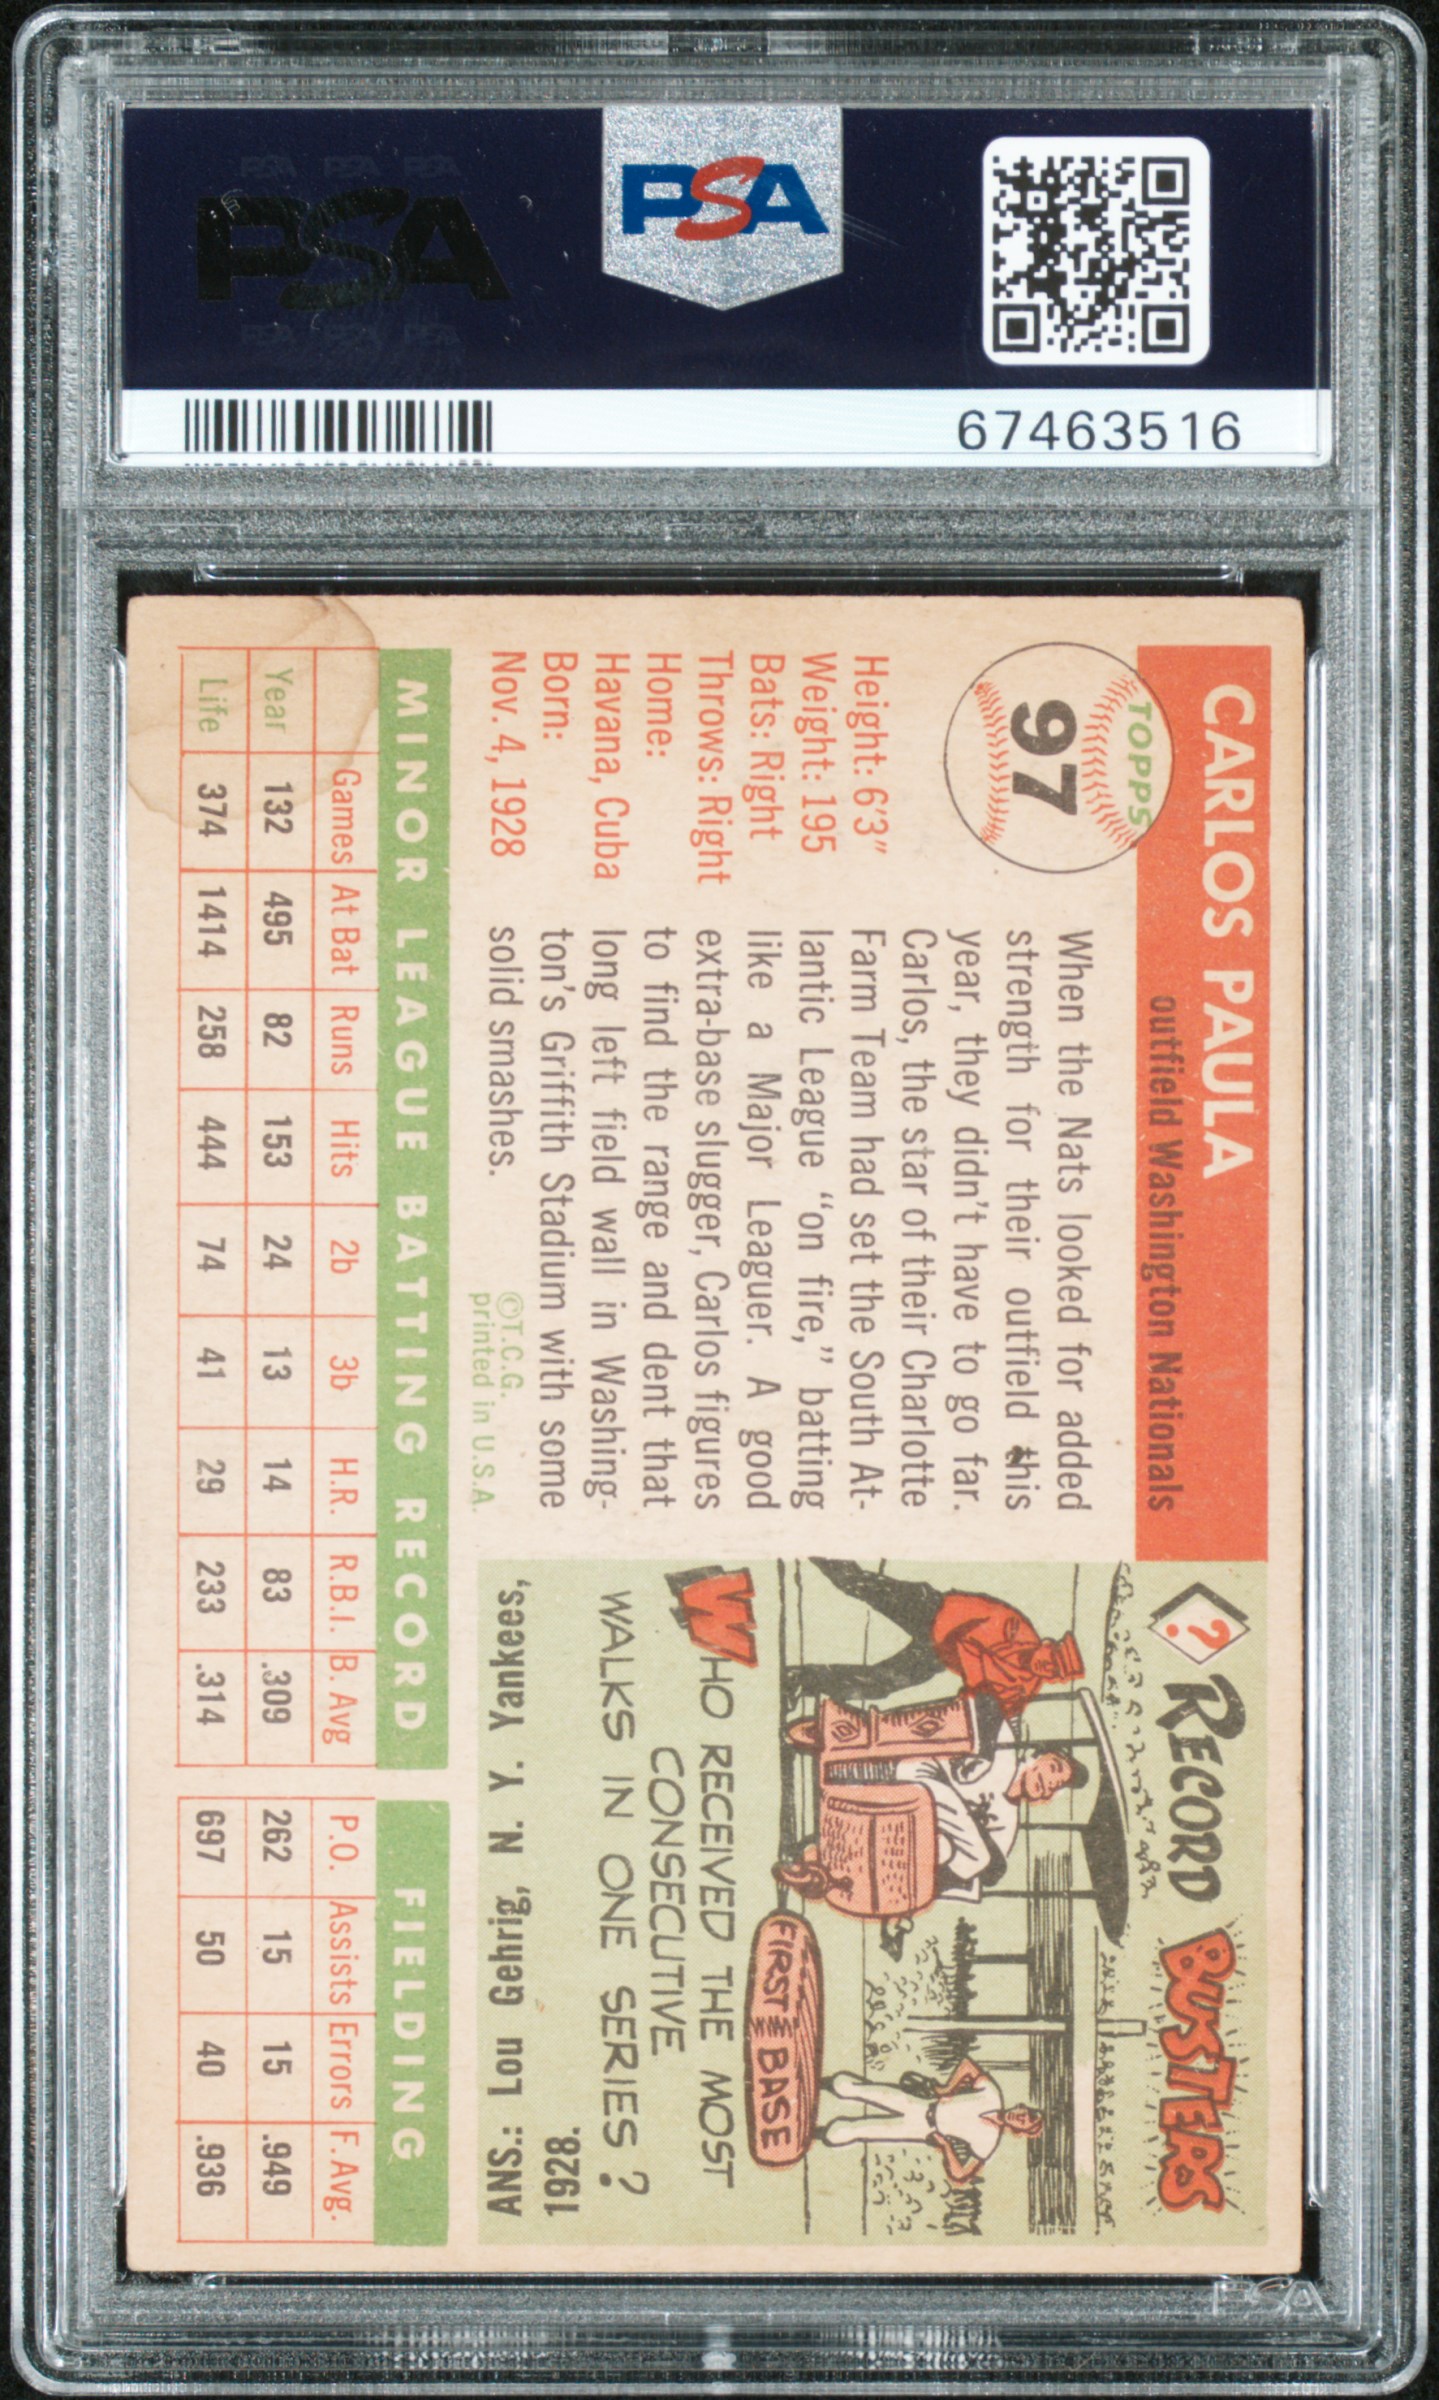 PSA PSA PSA
PSA
PSA PSA PSA
PSA
67463516
CARLOS PAULA
outfield Washington Nationals
TOPPS
97
Height: 6'3"
Weight: 195
Bats: Right
Throws: Right
Home:
Havana, Cuba
Born:
Nov. 4, 1928
When the Nats looked for added
strength for their outfield this
year, they didn't have to go far.
Carlos, the star of their Charlotte
Farm Team had set the South At-
lantic League "on fire," batting
like a Major Leaguer. A good
extra-base slugger, Carlos figures
to find the range and dent that
long left field wall in Washing-
ton's Griffith Stadium with some
solid smashes.
©T.C.G.
printed in U.S.A.
? RECORD BUSTERS
FIRST BASE
WHO RECEIVED THE MOST
CONSECUTIVE
WALKS IN ONE SERIES?
ANS.: Lou Gehrig, N. Y. Yankees,
1928.
MINOR LEAGUE BATTING RECORD FIELDING
Games At Bat Runs Hits 2b 3b H.R. R.B.I. B. Avg P.O. Assists Errors F. Avg.
Year 132 495 82 153 24 13 14 83 .309 262 15 15 .949
Life 374 1414 258 444 74 41 29 233 .314 697 50 40 .936
PSA